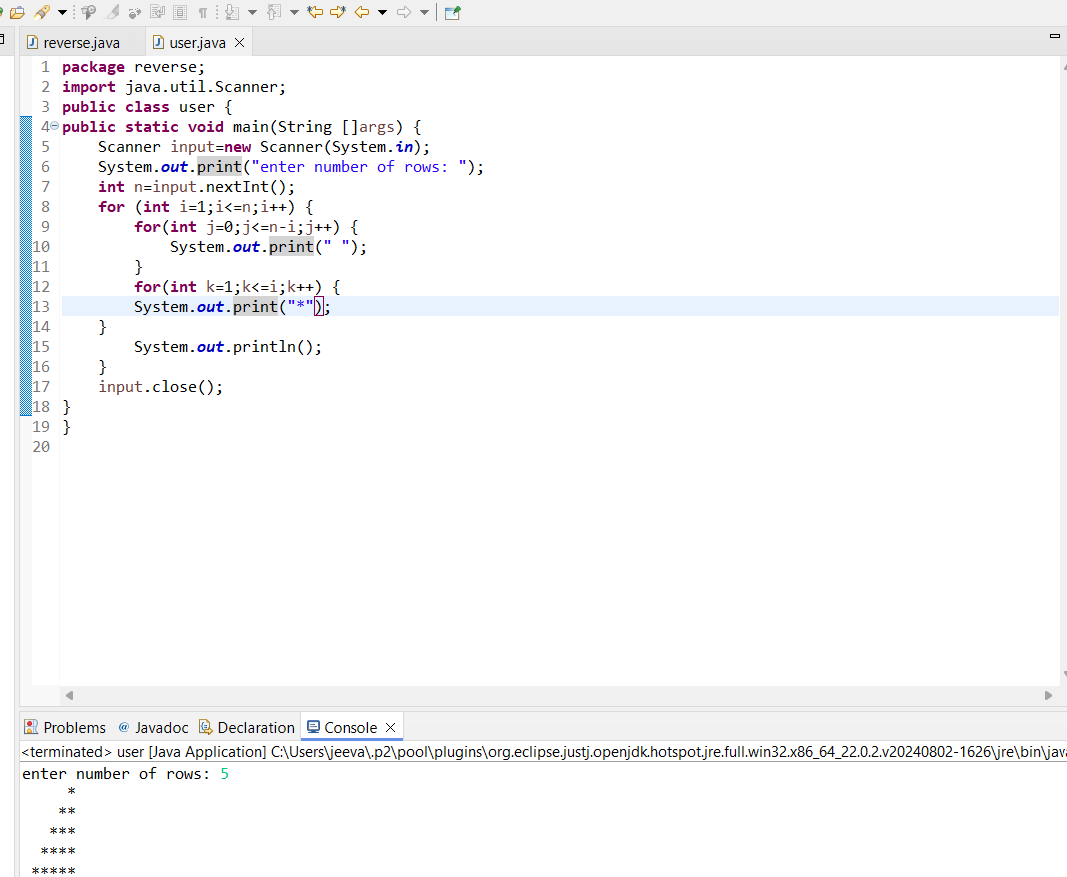 reverse.java user.java
1 package reverse;
2 import java.util.Scanner;
3 public class user {
4 public static void main(String []args) {
5     Scanner input=new Scanner(System.in);
6     System.out.print("enter number of rows: ");
7     int n=input.nextInt();
8     for (int i=1;i<=n;i++) {
9         for(int j=0;j<=n-i;j++) {
10             System.out.print(" ");
11         }
12         for(int k=1;k<=i;k++) {
13         System.out.print("*");
14     }
15         System.out.println();
16     }
17     input.close();
18 }
19 }
20
Problems @ Javadoc Declaration Console
<terminated> user [Java Application] C:\Users\jeeva\.p2\pool\plugins\org.eclipse.justj.openjdk.hotspot.jre.full.win32.x86_64_22.0.2.v20240802-1626\jre\bin\java
enter number of rows: 5
     *
    **
   ***
  ****
 *****